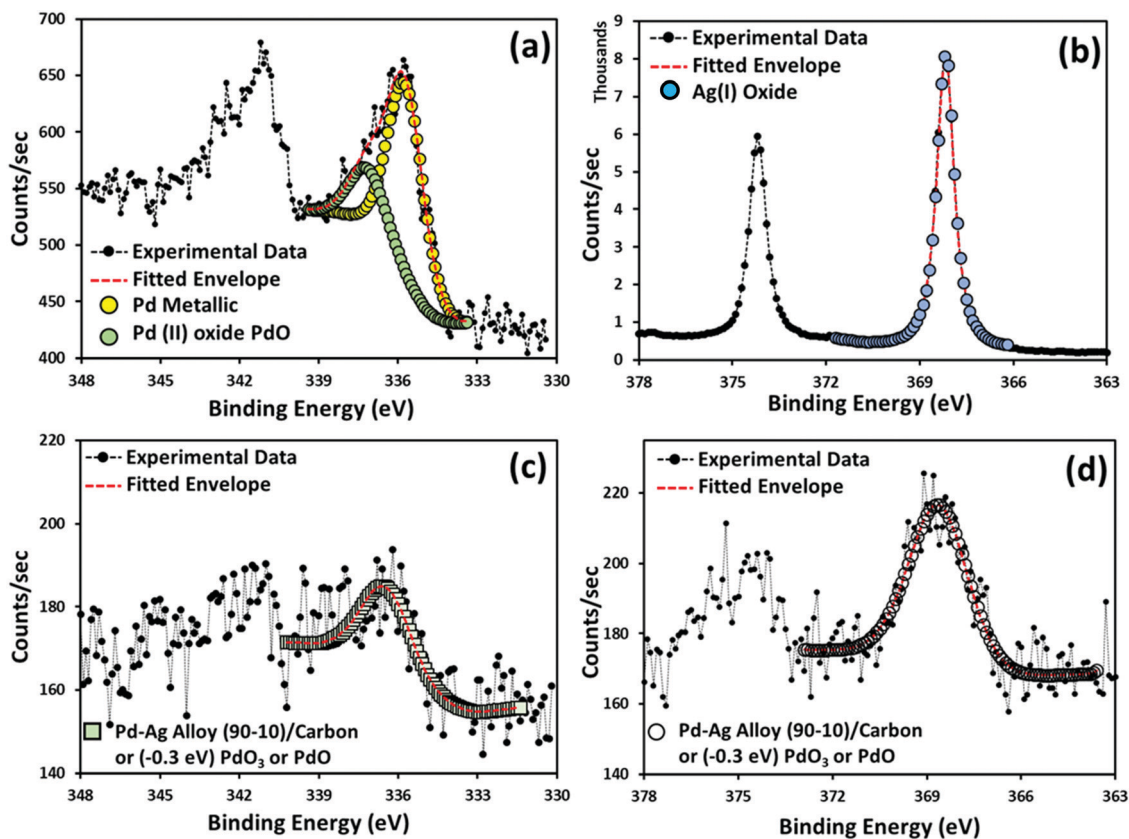 700
650
600
550
500
450
400
Counts/sec
(a)
Experimental Data
Fitted Envelope
Pd Metallic
Pd (II) oxide PdO
348 345 342 339 336 333 330
Binding Energy (eV)
Thousands
9
8
7
6
5
4
3
2
1
0
Counts/sec
(b)
Experimental Data
Fitted Envelope
Ag(I) Oxide
378 375 372 369 366 363
Binding Energy (eV)
220
200
180
160
140
Counts/sec
(c)
Experimental Data
Fitted Envelope
Pd-Ag Alloy (90-10)/Carbon
or (-0.3 eV) PdO₃ or PdO
348 345 342 339 336 333 330
Binding Energy (eV)
220
200
180
160
140
Counts/sec
(d)
Experimental Data
Fitted Envelope
Pd-Ag Alloy (90-10)/Carbon
or (-0.3 eV) PdO₃ or PdO
378 375 372 369 366 363
Binding Energy (eV)